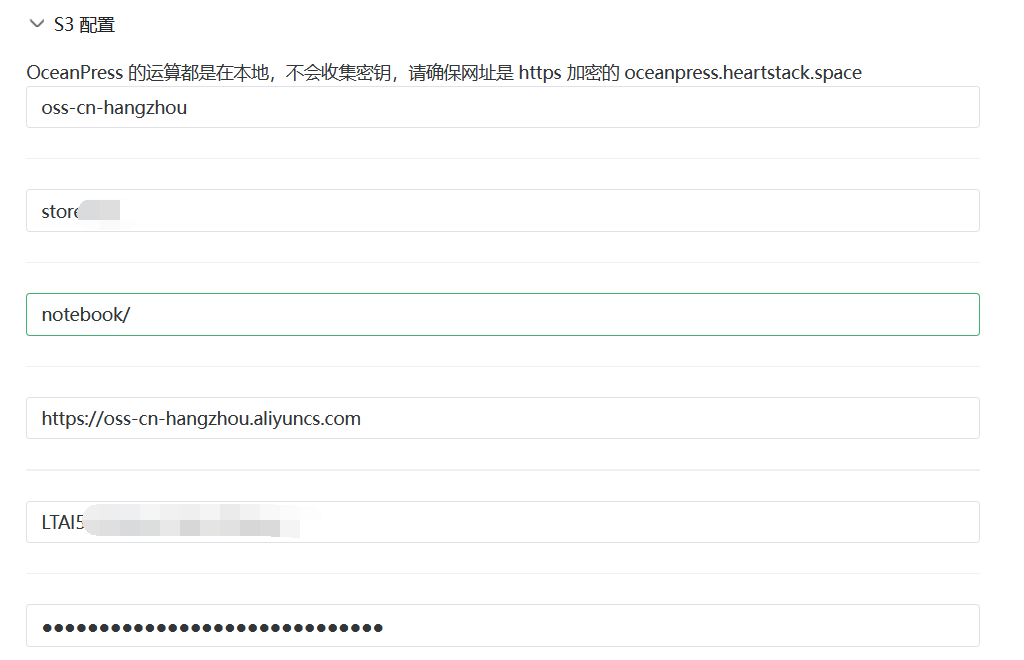 S3 配置
OceanPress 的运算都是在本地，不会收集密钥，请确保网址是 https 加密的 oceanpress.heartstack.space
oss-cn-hangzhou
store
notebook/
https://oss-cn-hangzhou.aliyuncs.com
LTAI5
●●●●●●●●●●●●●●●●●●●●●●●●●●●●●●